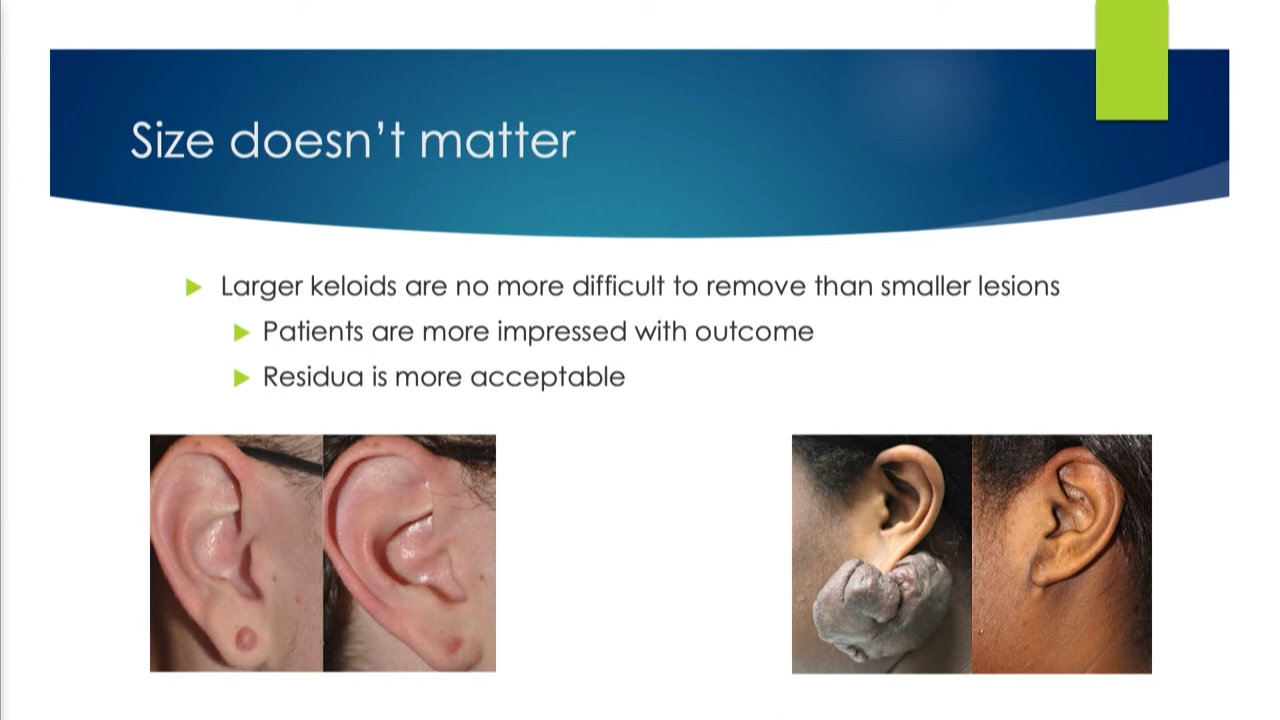 Size doesn't matter
Larger keloids are no more difficult to remove than smaller lesions
Patients are more impressed with outcome
Residua is more acceptable